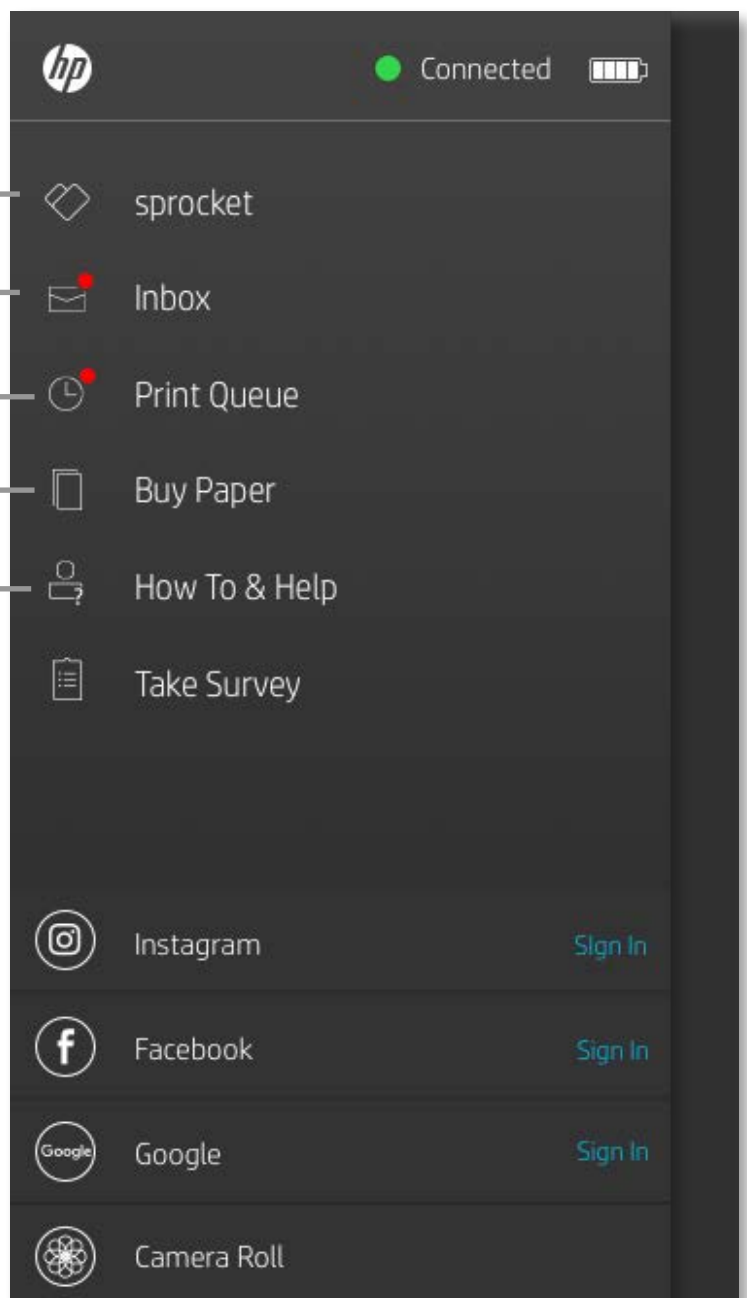 hp
Connected
sprocket
Inbox
Print Queue
Buy Paper
?
How To & Help
Take Survey
Instagram
SIgn In
Facebook
Sign In
Google
Google
Sign In
Camera Roll